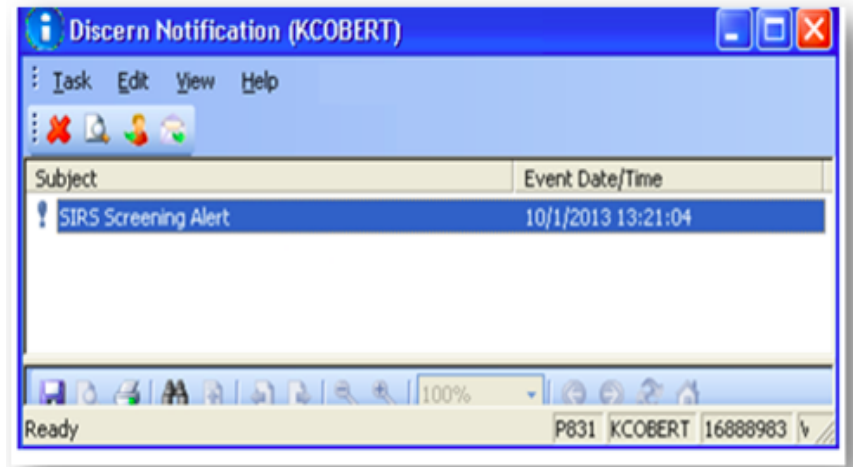 Discern Notification (KCOBERT)
Task Edit View Help
Subject Event Date/Time
SIRS Screening Alert 10/1/2013 13:21:04
100%
Ready P831 KCOBERT 16888983